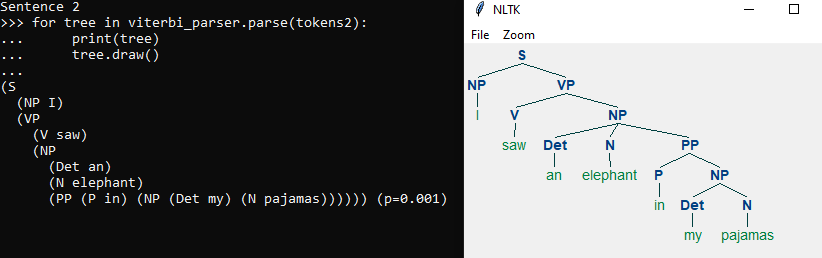 Sentence 2
>>> for tree in viterbi_parser.parse(tokens2):
...      print(tree)
...      tree.draw()
...
(S
  (NP I)
  (VP
    (V saw)
    (NP
      (Det an)
      (N elephant)
      (PP (P in) (NP (Det my) (N pajamas)))))) (p=0.001)
NLTK
File Zoom
S
NP VP
I V NP
saw Det N PP
an elephant P NP
in Det N
my pajamas